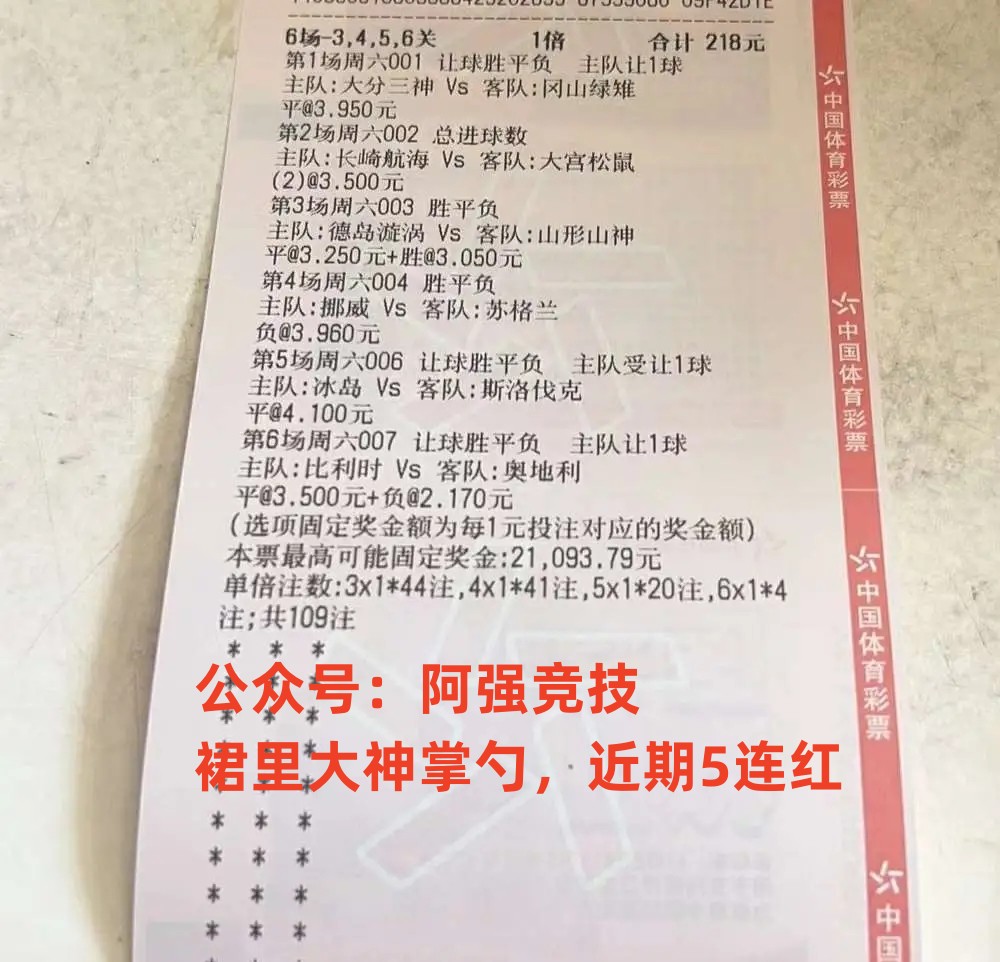 6场-3,4,5,6关 1倍 合计 218元
第1场周六001 让球胜平负 主队让1球
主队:大分三神 Vs 客队:冈山绿雉
平@3.950元
第2场周六002 总进球数
主队:长崎航海 Vs 客队:大宫松鼠
(2)@3.500元
第3场周六003 胜平负
主队:德岛漩涡 Vs 客队:山形山神
平@3.250元+胜@3.050元
第4场周六004 胜平负
主队:挪威 Vs 客队:苏格兰
负@3.960元
第5场周六006 让球胜平负 主队受让1球
主队:冰岛 Vs 客队:斯洛伐克
平@4.100元
第6场周六007 让球胜平负 主队让1球
主队:比利时 Vs 客队:奥地利
平@3.500元+负@2.170元
(选项固定奖金额为每1元投注对应的奖金额)
本票最高可能固定奖金:21,093.79元
单倍注数:3x1*44注,4x1*41注,5x1*20注,6x1*4
注;共109注
公众号：阿强竞技
裙里大神掌勺，近期5连红
中国体育彩票
中国体育彩票
中国体育彩票
中国